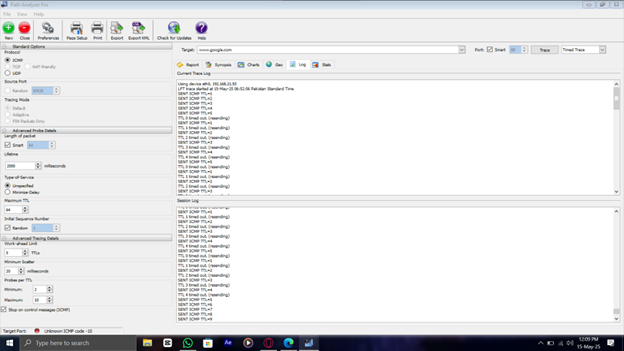 Path Analyzer Pro
File View Help
New Close Preferences Page Setup Print Export Export KML Check for Updates Help
Standard Options
Protocol
ICMP
TCP NAT-friendly
UDP
Source Port
Random
Tracing Mode
Default
Adaptive
FIN Packets Only
Advanced Probe Details
Length of packet
Smart 64
Lifetime
2000 milliseconds
Type-of-Service
Unspecified
Minimize-Delay
Maximum TTL
64
Initial Sequence Number
Random 1
Advanced Tracing Details
Work-ahead Limit
5 TTLs
Minimum Scatter
20 milliseconds
Probes per TTL
Minimum: 2
Maximum: 10
Stop on control messages (ICMP)
Target: www.google.com Port: Smart 80 Trace Timed Trace
Report Synopsis Charts Geo Log Stats
Current Trace Log
Using device eth0, 192.168.21.93
LFT trace started at 15-May-25 06:52:06 Pakistan Standard Time
SENT ICMP TTL=1
SENT ICMP TTL=2
SENT ICMP TTL=3
SENT ICMP TTL=4
SENT ICMP TTL=5
TTL 0 timed out, (resending)
SENT ICMP TTL=1
TTL 1 timed out, (resending)
SENT ICMP TTL=2
TTL 2 timed out, (resending)
SENT ICMP TTL=3
TTL 3 timed out, (resending)
SENT ICMP TTL=4
TTL 4 timed out, (resending)
SENT ICMP TTL=5
TTL 0 timed out, (resending)
SENT ICMP TTL=1
TTL 1 timed out, (resending)
SENT ICMP TTL=2
TTL 2 timed out, (resending)
SENT ICMP TTL=3
Session Log
TTL 0 timed out, (resending)
SENT ICMP TTL=1
TTL 1 timed out, (resending)
SENT ICMP TTL=2
TTL 2 timed out, (resending)
SENT ICMP TTL=3
TTL 3 timed out, (resending)
SENT ICMP TTL=4
TTL 4 timed out, (resending)
SENT ICMP TTL=5
TTL 0 timed out, (resending)
SENT ICMP TTL=1
TTL 1 timed out, (resending)
SENT ICMP TTL=2
TTL 2 timed out, (resending)
SENT ICMP TTL=3
TTL 3 timed out, (resending)
SENT ICMP TTL=4
TTL 4 timed out, (resending)
SENT ICMP TTL=5
SENT ICMP TTL=6
SENT ICMP TTL=7
SENT ICMP TTL=8
SENT ICMP TTL=9
Target Port: Unknown ICMP code -10
Type here to search
Ae
12:09 PM
15-May-25